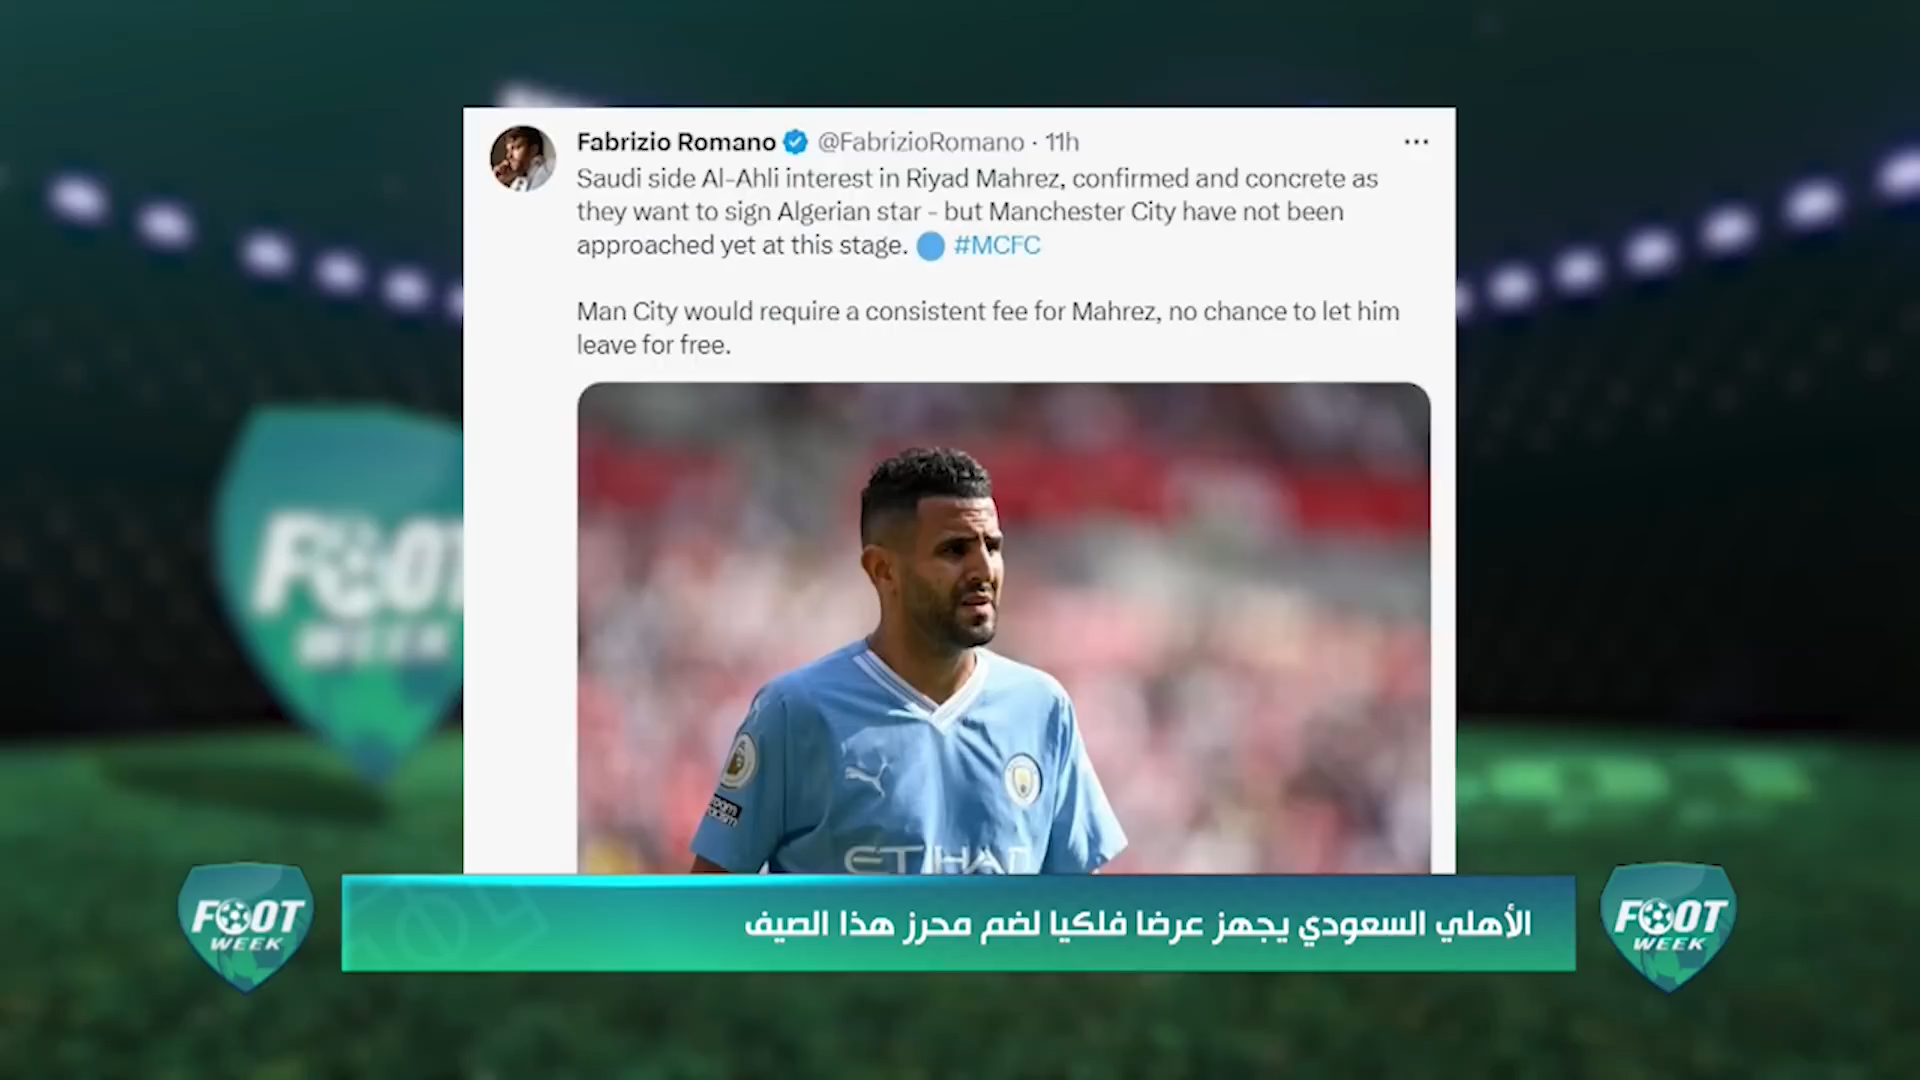 Fabrizio Romano @FabrizioRomano · 11h
Saudi side Al-Ahli interest in Riyad Mahrez, confirmed and concrete as
they want to sign Algerian star - but Manchester City have not been
approached yet at this stage. #MCFC
Man City would require a consistent fee for Mahrez, no chance to let him
leave for free.
FOOT
WEEK
ETIHAD
FOOT
WEEK
الأهلي السعودي يجهز عرضا فلكيا لضم محرز هذا الصيف
FOOT
WEEK